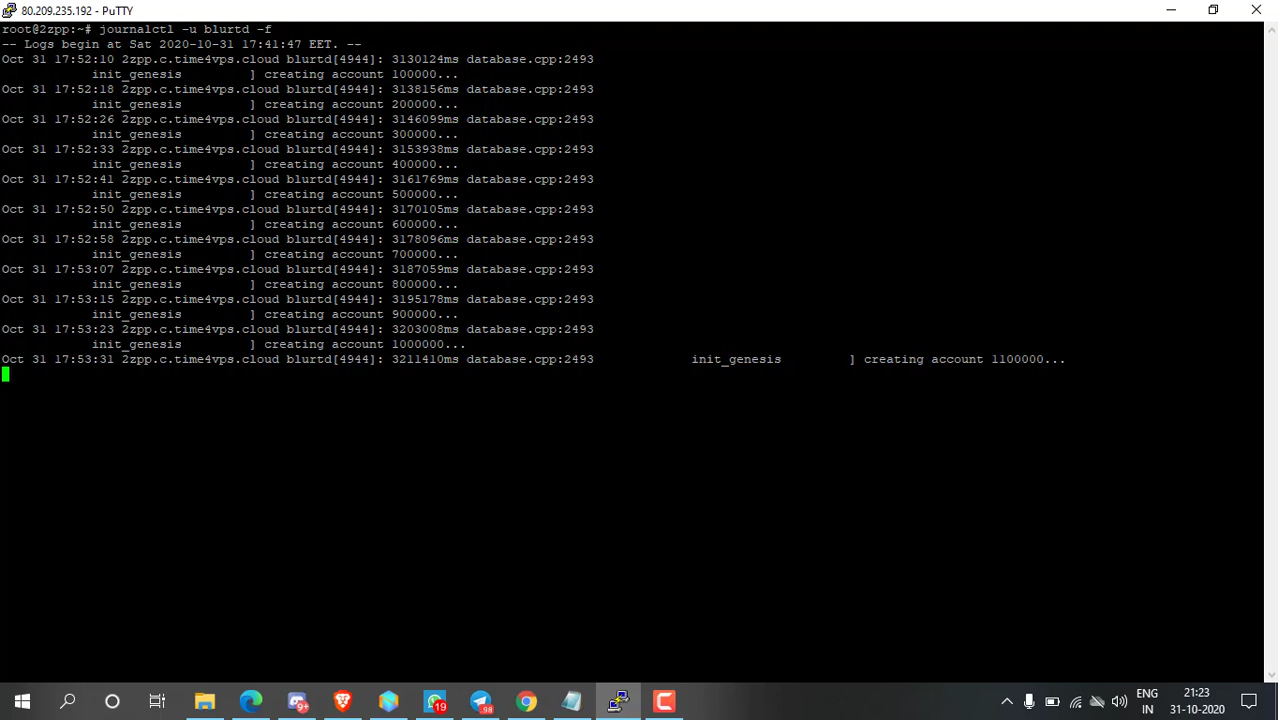 80.209.235.192 - PuTTY
root@2zpp:~# journalctl -u blurtd -f
-- Logs begin at Sat 2020-10-31 17:41:47 EET. --
Oct 31 17:52:10 2zpp.c.time4vps.cloud blurtd[4944]: 3130124ms database.cpp:2493
init_genesis ] creating account 100000...
Oct 31 17:52:18 2zpp.c.time4vps.cloud blurtd[4944]: 3138156ms database.cpp:2493
init_genesis ] creating account 200000...
Oct 31 17:52:26 2zpp.c.time4vps.cloud blurtd[4944]: 3146099ms database.cpp:2493
init_genesis ] creating account 300000...
Oct 31 17:52:33 2zpp.c.time4vps.cloud blurtd[4944]: 3153938ms database.cpp:2493
init_genesis ] creating account 400000...
Oct 31 17:52:41 2zpp.c.time4vps.cloud blurtd[4944]: 3161769ms database.cpp:2493
init_genesis ] creating account 500000...
Oct 31 17:52:50 2zpp.c.time4vps.cloud blurtd[4944]: 3170105ms database.cpp:2493
init_genesis ] creating account 600000...
Oct 31 17:52:58 2zpp.c.time4vps.cloud blurtd[4944]: 3178096ms database.cpp:2493
init_genesis ] creating account 700000...
Oct 31 17:53:07 2zpp.c.time4vps.cloud blurtd[4944]: 3187059ms database.cpp:2493
init_genesis ] creating account 800000...
Oct 31 17:53:15 2zpp.c.time4vps.cloud blurtd[4944]: 3195178ms database.cpp:2493
init_genesis ] creating account 900000...
Oct 31 17:53:23 2zpp.c.time4vps.cloud blurtd[4944]: 3203008ms database.cpp:2493
init_genesis ] creating account 1000000...
Oct 31 17:53:31 2zpp.c.time4vps.cloud blurtd[4944]: 3211410ms database.cpp:2493 init_genesis ] creating account 1100000...
9+
19
98
ENG
IN
21:23
31-10-2020